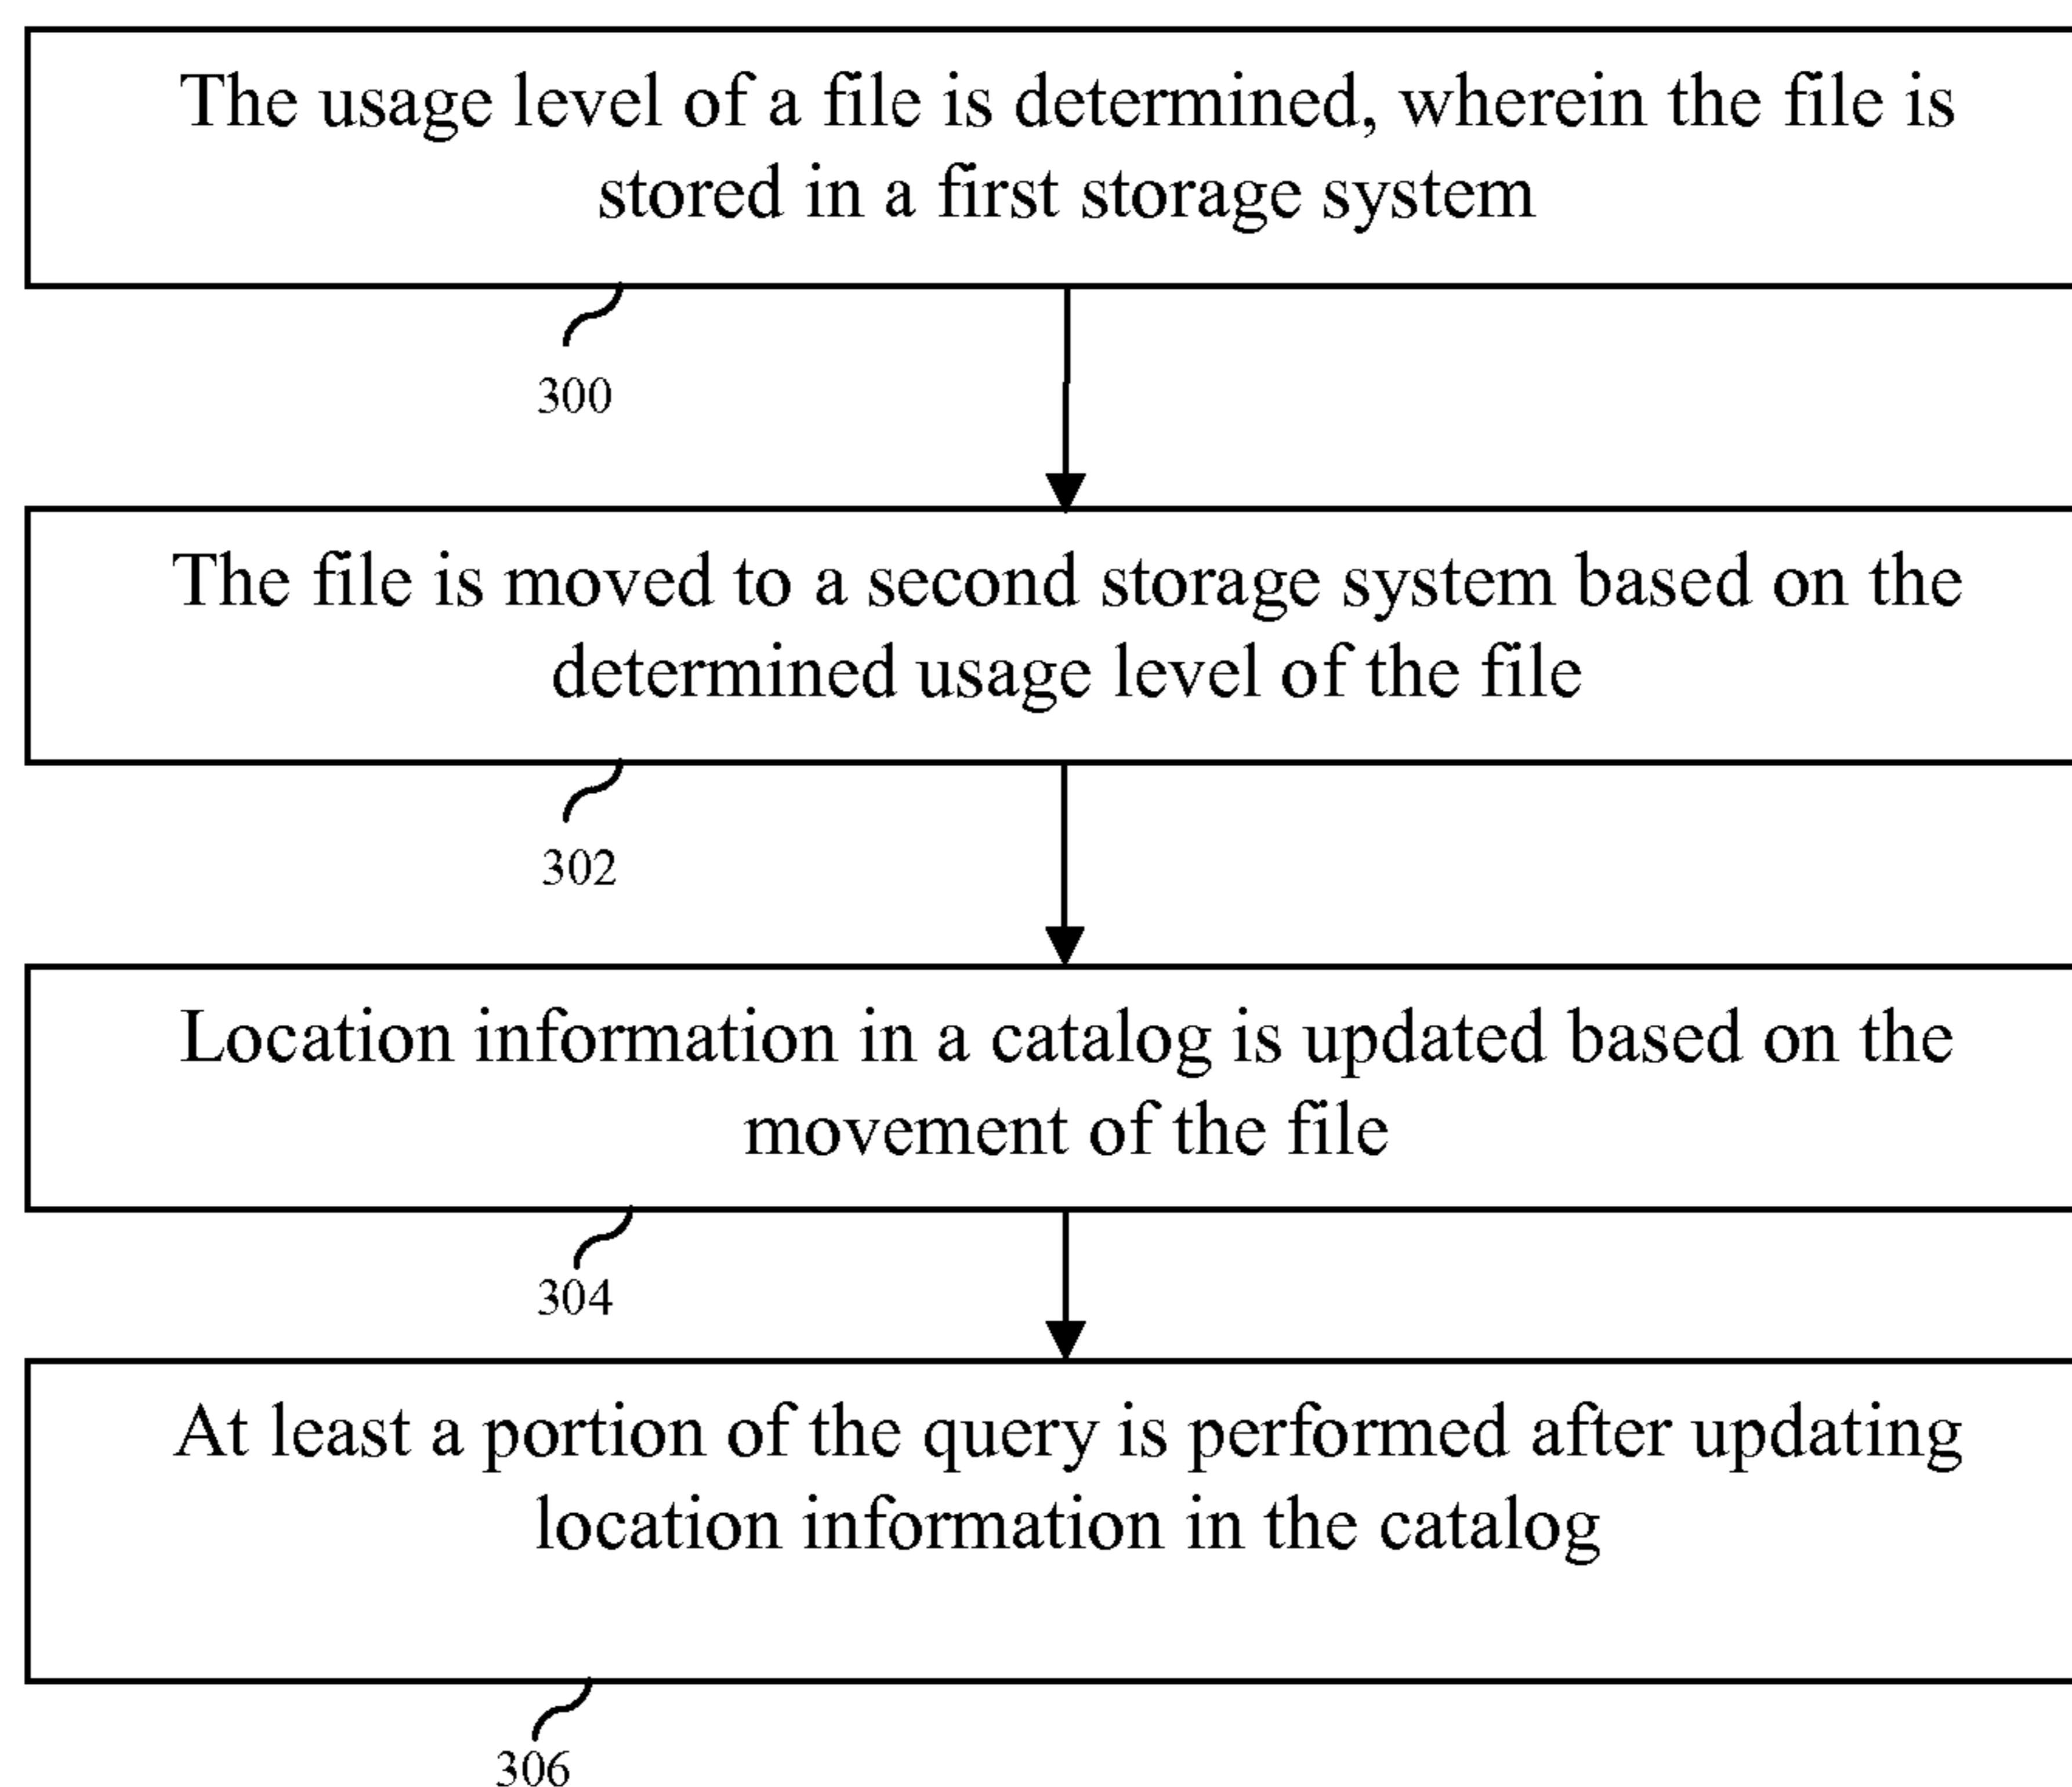 The usage level of a file is determined, wherein the file is
stored in a first storage system
300
The file is moved to a second storage system based on the
determined usage level of the file
302
Location information in a catalog is updated based on the
movement of the file
304
At least a portion of the query is performed after updating
location information in the catalog
306